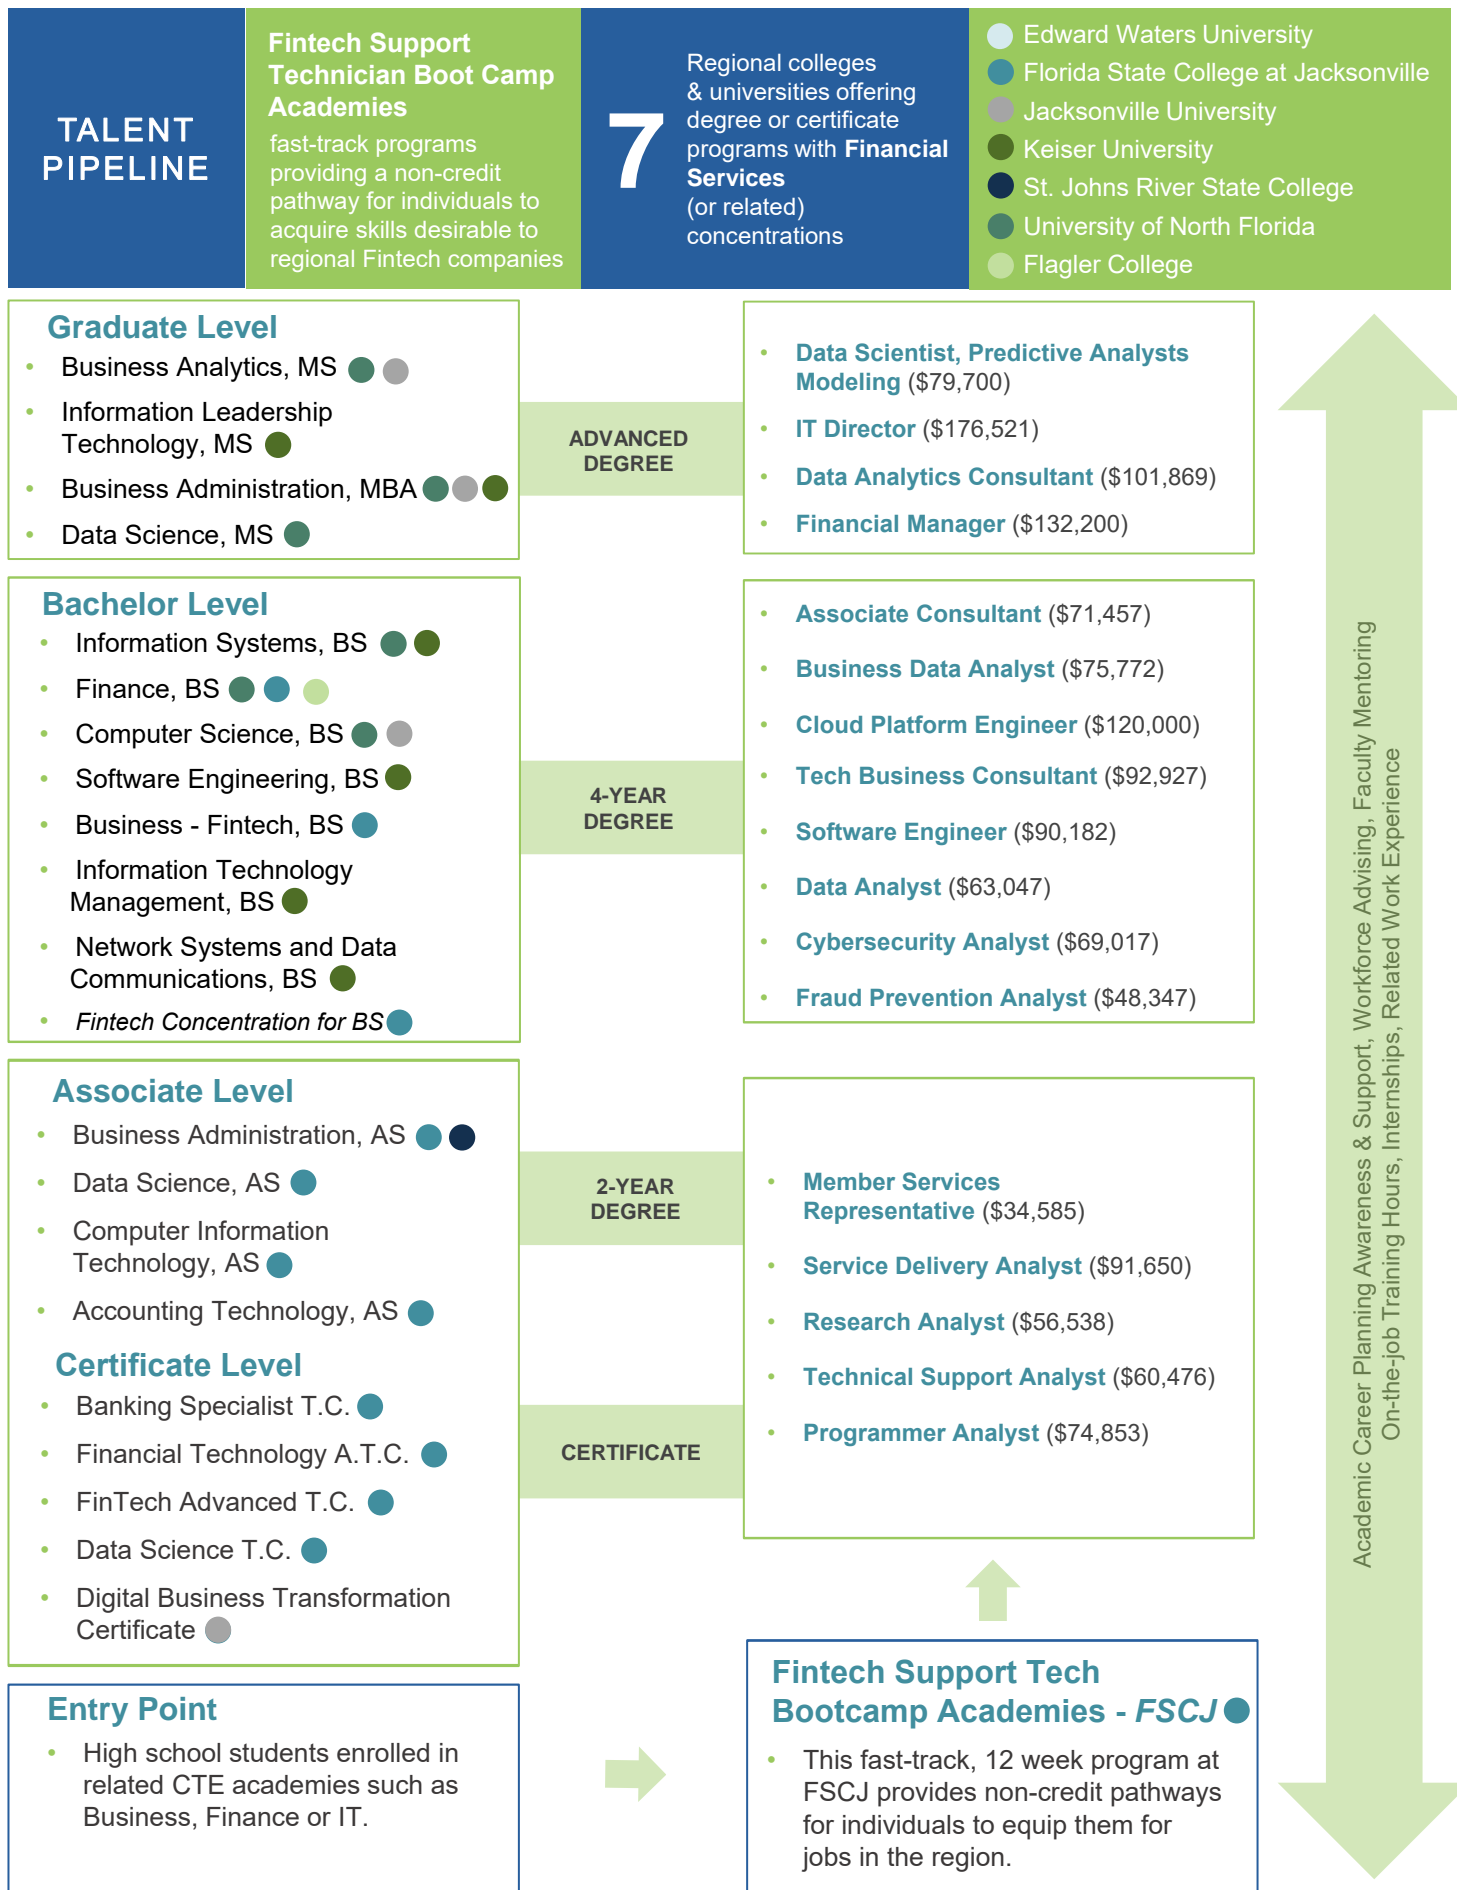 TALENT
PIPELINE
Fintech Support
Technician Boot Camp
Academies
fast-track programs
providing a non-credit
pathway for individuals to
acquire skills desirable to
regional Fintech companies
7
Regional colleges
& universities offering
degree or certificate
programs with Financial
Services
(or related)
concentrations
Edward Waters University
Florida State College at Jacksonville
Jacksonville University
Keiser University
St. Johns River State College
University of North Florida
Flagler College
Graduate Level
• Business Analytics, MS
• Information Leadership
Technology, MS
• Business Administration, MBA
• Data Science, MS
ADVANCED
DEGREE
• Data Scientist, Predictive Analysts
Modeling ($79,700)
• IT Director ($176,521)
• Data Analytics Consultant ($101,869)
• Financial Manager ($132,200)
Bachelor Level
• Information Systems, BS
• Finance, BS
• Computer Science, BS
• Software Engineering, BS
• Business - Fintech, BS
• Information Technology
Management, BS
• Network Systems and Data
Communications, BS
• Fintech Concentration for BS
4-YEAR
DEGREE
• Associate Consultant ($71,457)
• Business Data Analyst ($75,772)
• Cloud Platform Engineer ($120,000)
• Tech Business Consultant ($92,927)
• Software Engineer ($90,182)
• Data Analyst ($63,047)
• Cybersecurity Analyst ($69,017)
• Fraud Prevention Analyst ($48,347)
Associate Level
• Business Administration, AS
• Data Science, AS
• Computer Information
Technology, AS
• Accounting Technology, AS
2-YEAR
DEGREE
Certificate Level
• Banking Specialist T.C.
• Financial Technology A.T.C.
• FinTech Advanced T.C.
• Data Science T.C.
• Digital Business Transformation
Certificate
CERTIFICATE
• Member Services
Representative ($34,585)
• Service Delivery Analyst ($91,650)
• Research Analyst ($56,538)
• Technical Support Analyst ($60,476)
• Programmer Analyst ($74,853)
Entry Point
• High school students enrolled in
related CTE academies such as
Business, Finance or IT.
Fintech Support Tech
Bootcamp Academies - FSCJ
• This fast-track, 12 week program at
FSCJ provides non-credit pathways
for individuals to equip them for
jobs in the region.
Academic Career Planning Awareness & Support, Workforce Advising, Faculty Mentoring
On-the-job Training Hours, Internships, Related Work Experience